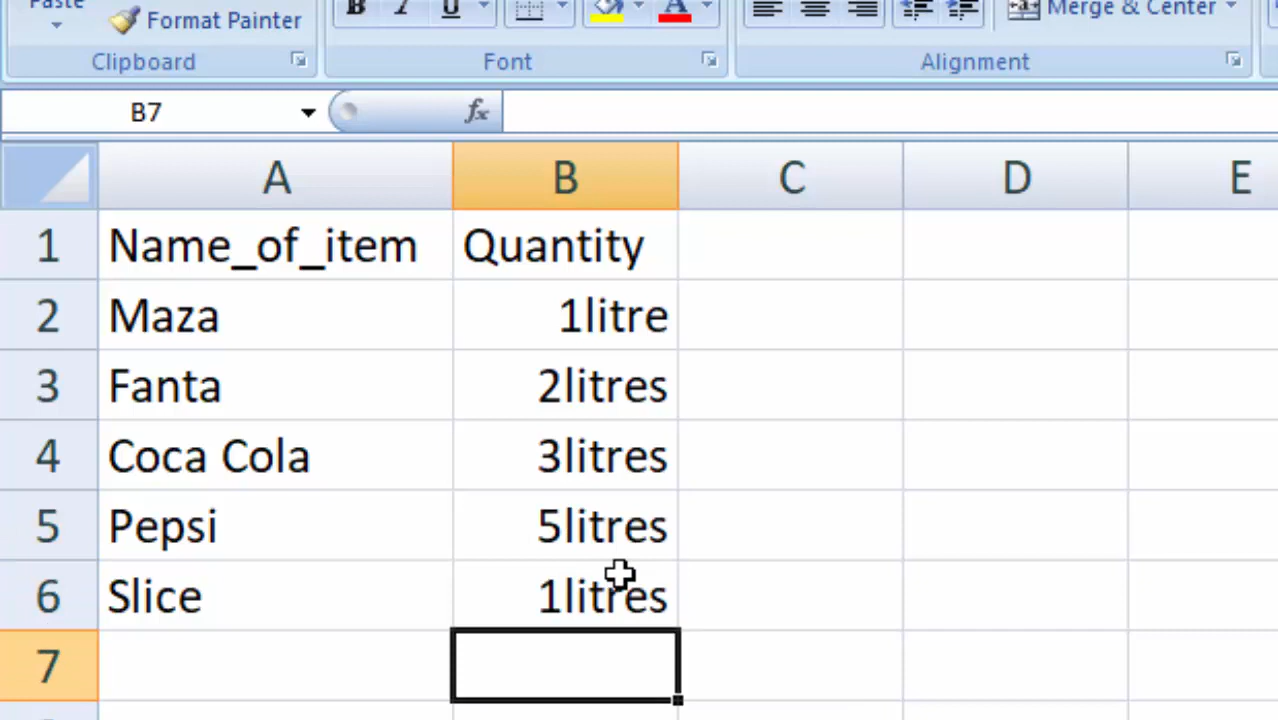 Paste
Format Painter
B I U A
Merge & Center
Clipboard
Font
Alignment
B7
fx
A B C D E
1 Name_of_item Quantity
2 Maza 1litre
3 Fanta 2litres
4 Coca Cola 3litres
5 Pepsi 5litres
6 Slice 1litres
7